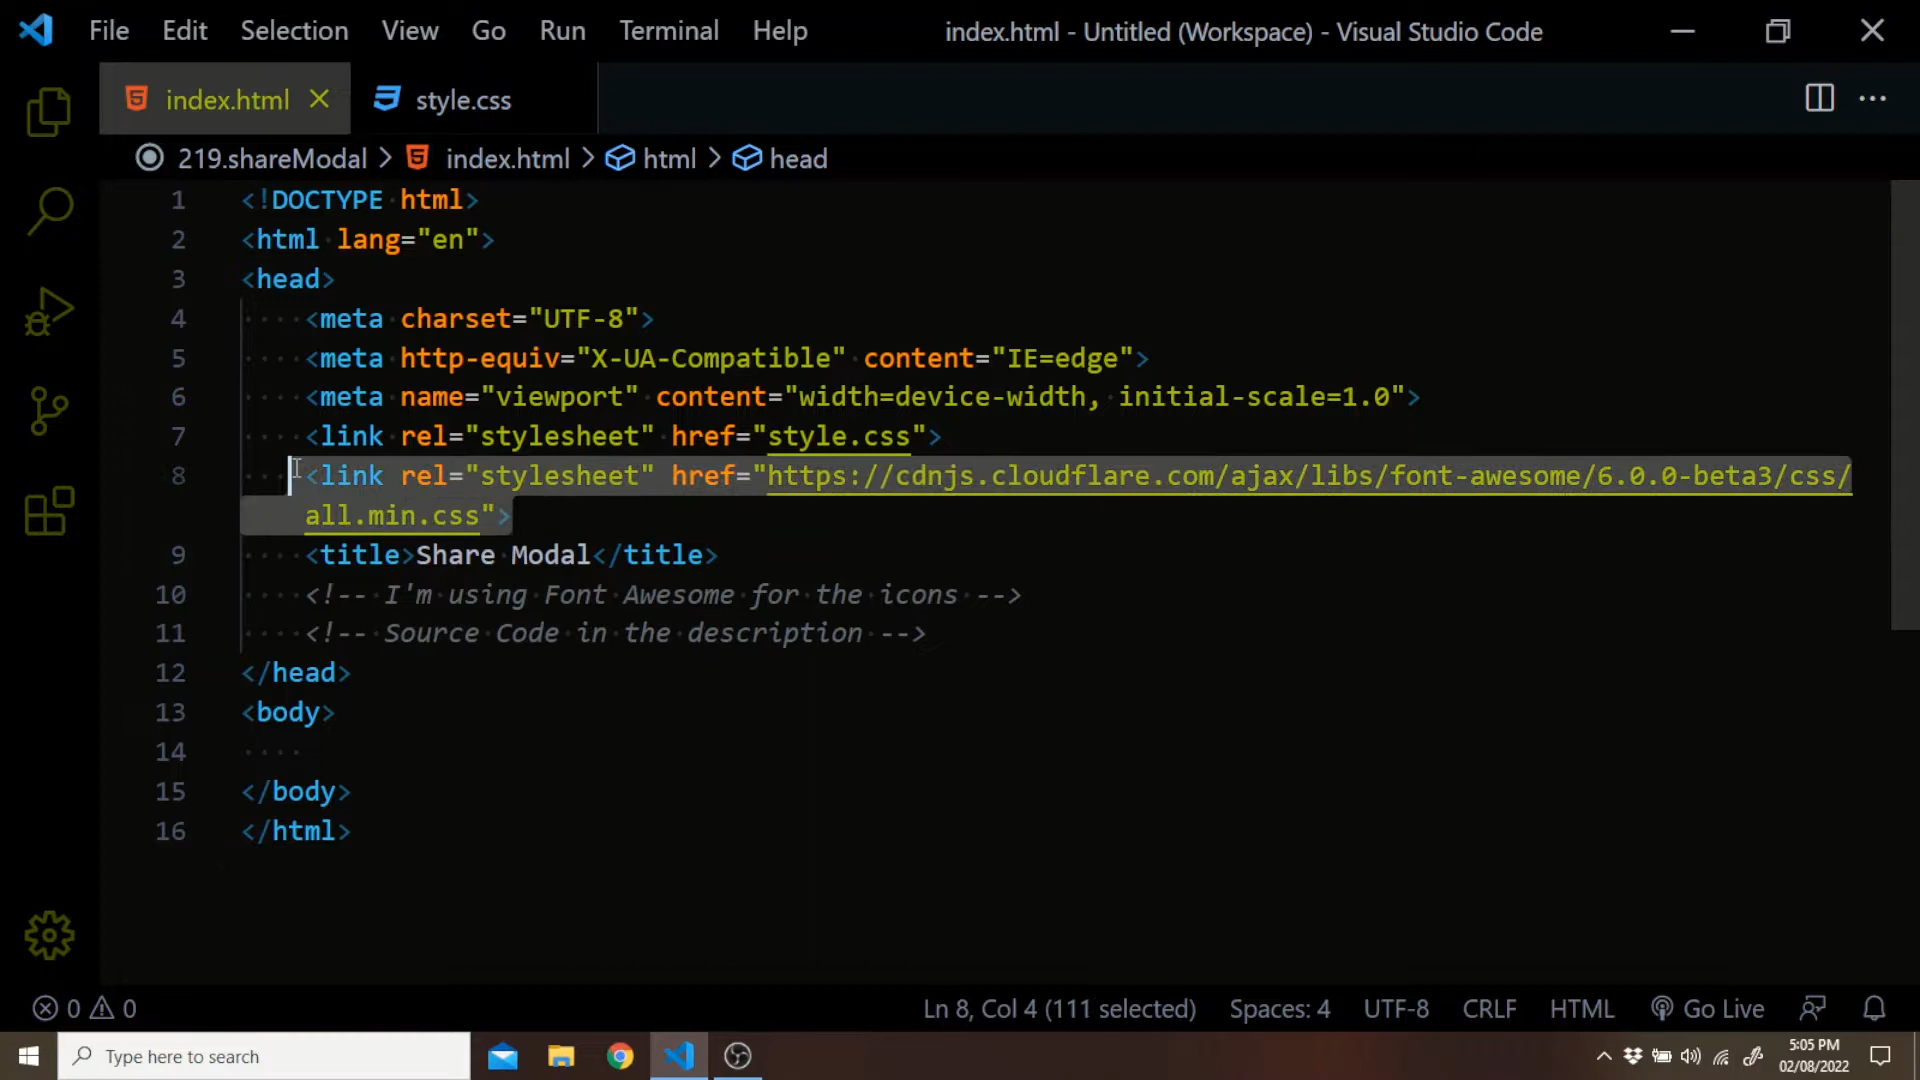 File Edit Selection View Go Run Terminal Help index.html - Untitled (Workspace) - Visual Studio Code
index.html style.css
219.shareModal > index.html > html > head
1 <!DOCTYPE html>
2 <html lang="en">
3 <head>
4 <meta charset="UTF-8">
5 <meta http-equiv="X-UA-Compatible" content="IE=edge">
6 <meta name="viewport" content="width=device-width, initial-scale=1.0">
7 <link rel="stylesheet" href="style.css">
8 <link rel="stylesheet" href="https://cdnjs.cloudflare.com/ajax/libs/font-awesome/6.0.0-beta3/css/
all.min.css">
9 <title>Share Modal</title>
10 <!-- I'm using Font Awesome for the icons -->
11 <!-- Source Code in the description -->
12 </head>
13 <body>
14
15 </body>
16 </html>
0 0 Ln 8, Col 4 (111 selected) Spaces: 4 UTF-8 CRLF HTML Go Live
Type here to search 5:05 PM
02/08/2022